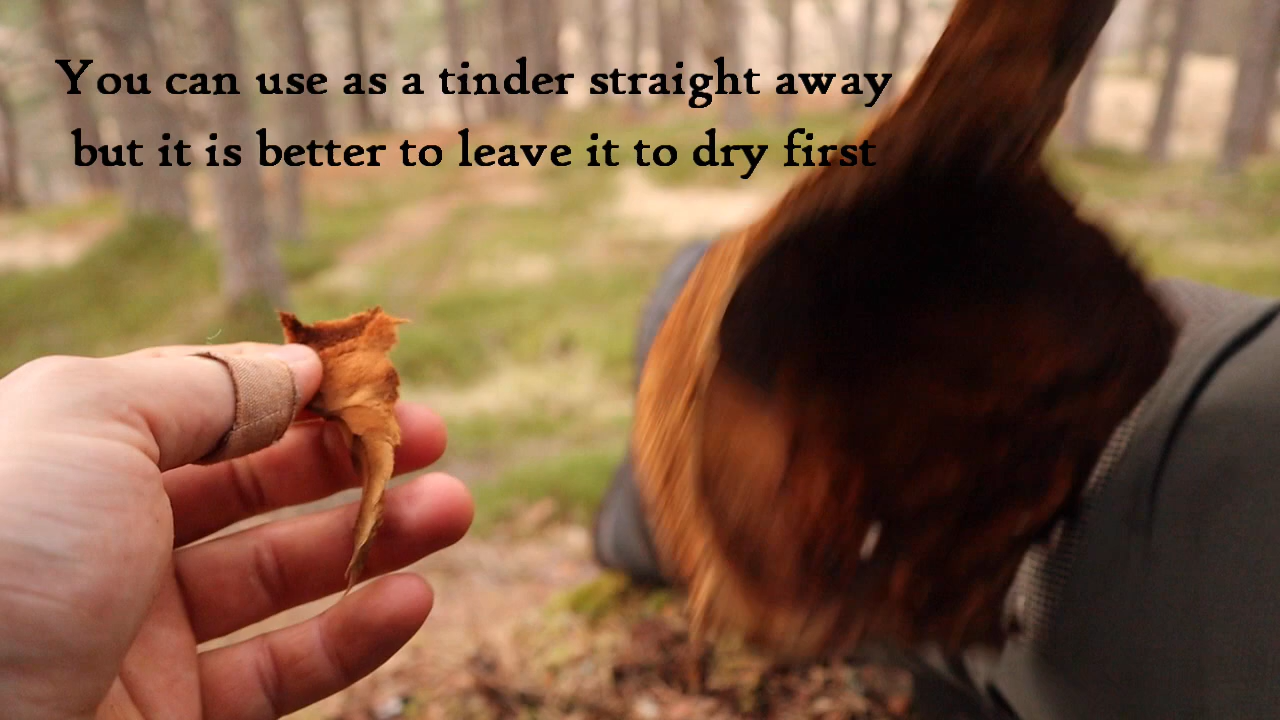 You can use as a tinder straight away
but it is better to leave it to dry first